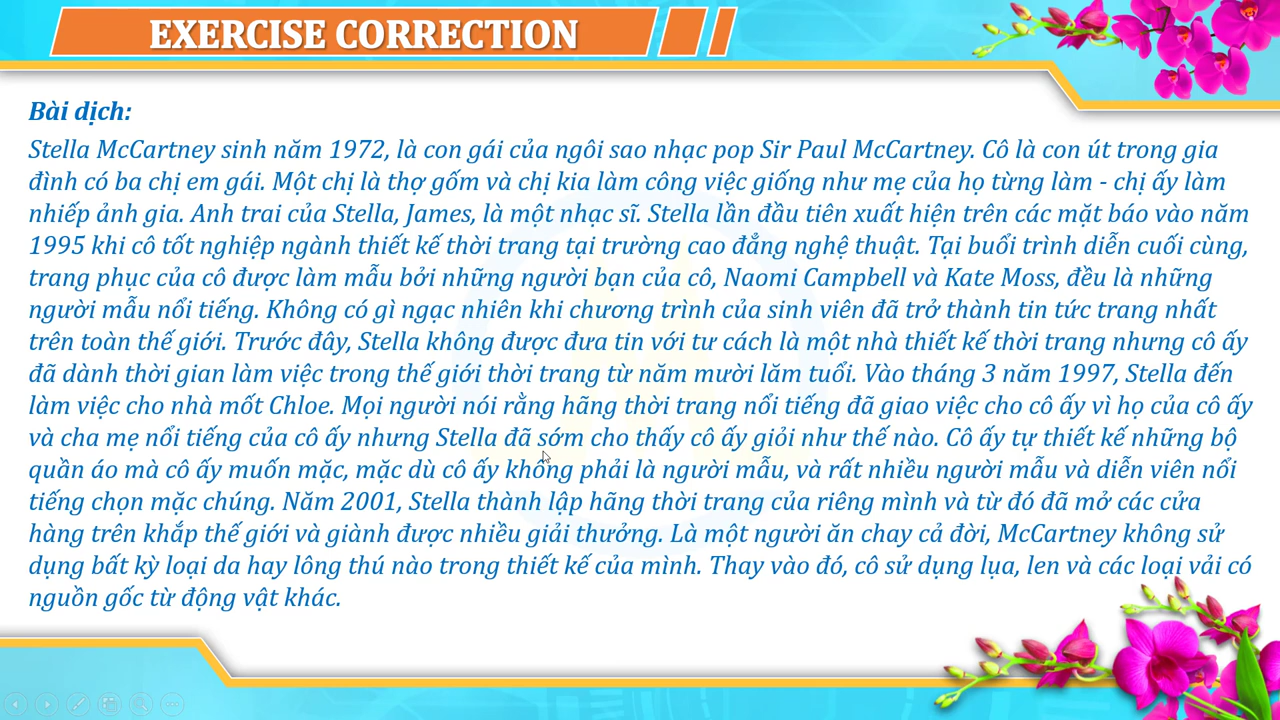 EXERCISE CORRECTION
Bài dịch:
Stella McCartney sinh năm 1972, là con gái của ngôi sao nhạc pop Sir Paul McCartney. Cô là con út trong gia
đình có ba chị em gái. Một chị là thợ gốm và chị kia làm công việc giống như mẹ của họ từng làm - chị ấy làm
nhiếp ảnh gia. Anh trai của Stella, James, là một nhạc sĩ. Stella lần đầu tiên xuất hiện trên các mặt báo vào năm
1995 khi cô tốt nghiệp ngành thiết kế thời trang tại trường cao đẳng nghệ thuật. Tại buổi trình diễn cuối cùng,
trang phục của cô được làm mẫu bởi những người bạn của cô, Naomi Campbell và Kate Moss, đều là những
người mẫu nổi tiếng. Không có gì ngạc nhiên khi chương trình của sinh viên đã trở thành tin tức trang nhất
trên toàn thế giới. Trước đây, Stella không được đưa tin với tư cách là một nhà thiết kế thời trang nhưng cô ấy
đã dành thời gian làm việc trong thế giới thời trang từ năm mười lăm tuổi. Vào tháng 3 năm 1997, Stella đến
làm việc cho nhà mốt Chloe. Mọi người nói rằng hãng thời trang nổi tiếng đã giao việc cho cô ấy vì họ của cô ấy
và cha mẹ nổi tiếng của cô ấy nhưng Stella đã sớm cho thấy cô ấy giỏi như thế nào. Cô ấy tự thiết kế những bộ
quần áo mà cô ấy muốn mặc, mặc dù cô ấy không phải là người mẫu, và rất nhiều người mẫu và diễn viên nổi
tiếng chọn mặc chúng. Năm 2001, Stella thành lập hãng thời trang của riêng mình và từ đó đã mở các cửa
hàng trên khắp thế giới và giành được nhiều giải thưởng. Là một người ăn chay cả đời, McCartney không sử
dụng bất kỳ loại da hay lông thú nào trong thiết kế của mình. Thay vào đó, cô sử dụng lụa, len và các loại vải có
nguồn gốc từ động vật khác.